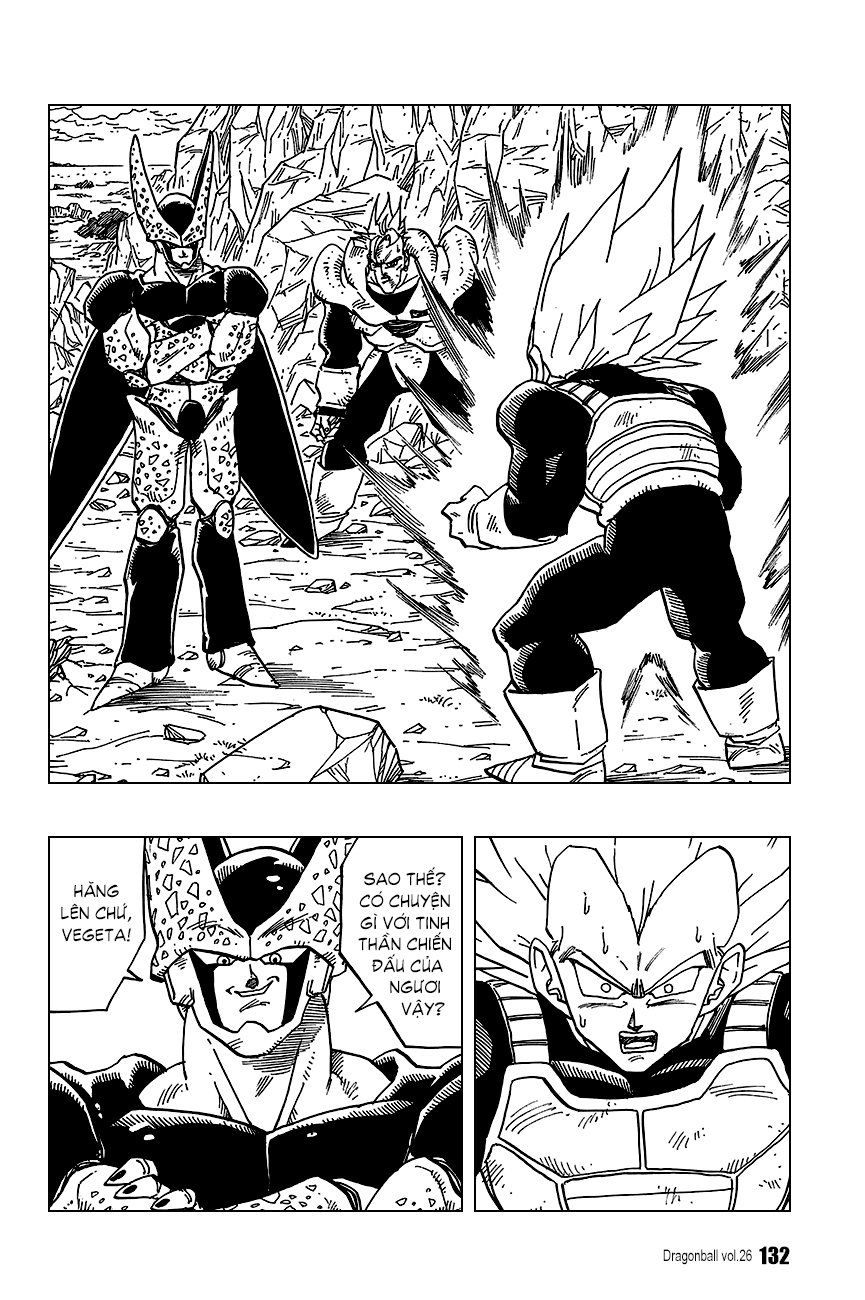 SAO THẾ?
CÓ CHUYỆN
GÌ VỚI TINH
THẦN CHIẾN
ĐẤU CỦA
NGƯƠI
VẬY?
HĂNG
LÊN CHỨ,
VEGETA!
Dragonball vol.26 132